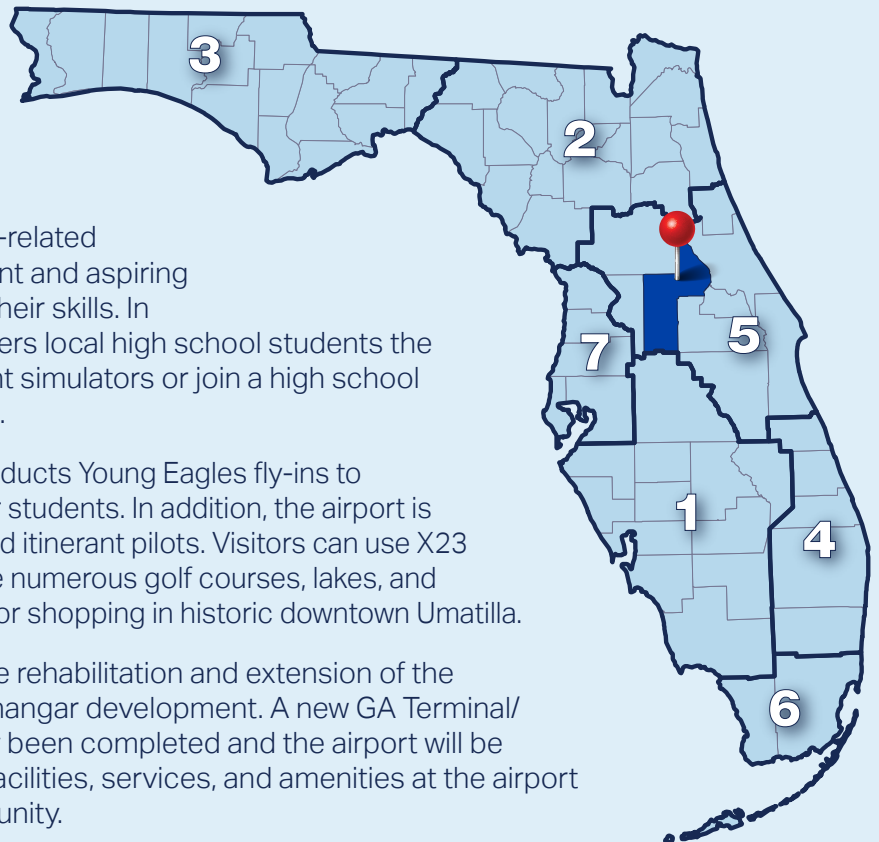 3
2
-related
nt and aspiring
heir skills. In
ers local high school students the
nt simulators or join a high school
.
ducts Young Eagles fly-ins to
r students. In addition, the airport is
d itinerant pilots. Visitors can use X23
e numerous golf courses, lakes, and
or shopping in historic downtown Umatilla.
e rehabilitation and extension of the
hangar development. A new GA Terminal/
r been completed and the airport will be
acilities, services, and amenities at the airport
unity.
5
7
1
4
6